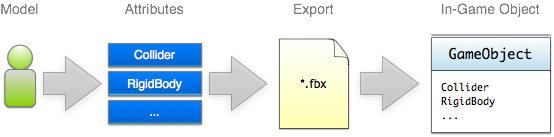 Model
Attributes
Export
In-Game Object
Collider
RigidBody
...
*.fbx
GameObject
Collider
RigidBody
...